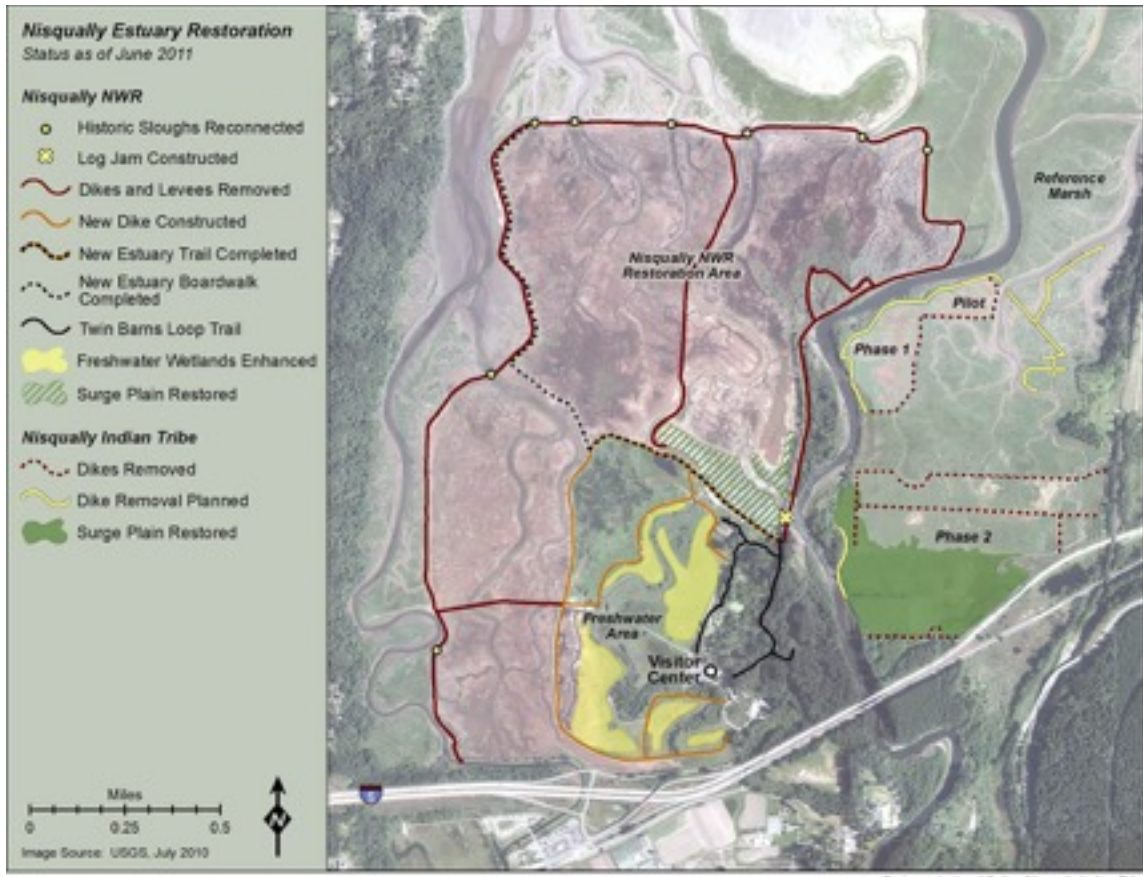 Nisqually Estuary Restoration
Status as of June 2011
Nisqually NWR
Historic Sloughs Reconnected
Log Jam Constructed
Dikes and Levees Removed
New Dike Constructed
New Estuary Trail Completed
New Estuary Boardwalk
Completed
Twin Barns Loop Trail
Freshwater Wetlands Enhanced
Surge Plain Restored
Nisqually Indian Tribe
Dikes Removed
Dike Removal Planned
Surge Plain Restored
Miles
0 0.25 0.5
N
Image Source: USGS, July 2010
Reference
Marsh
Nisqually NWR
Restoration Area
Pilot
Phase 1
Phase 2
Freshwater
Area
Visitor
Center
5